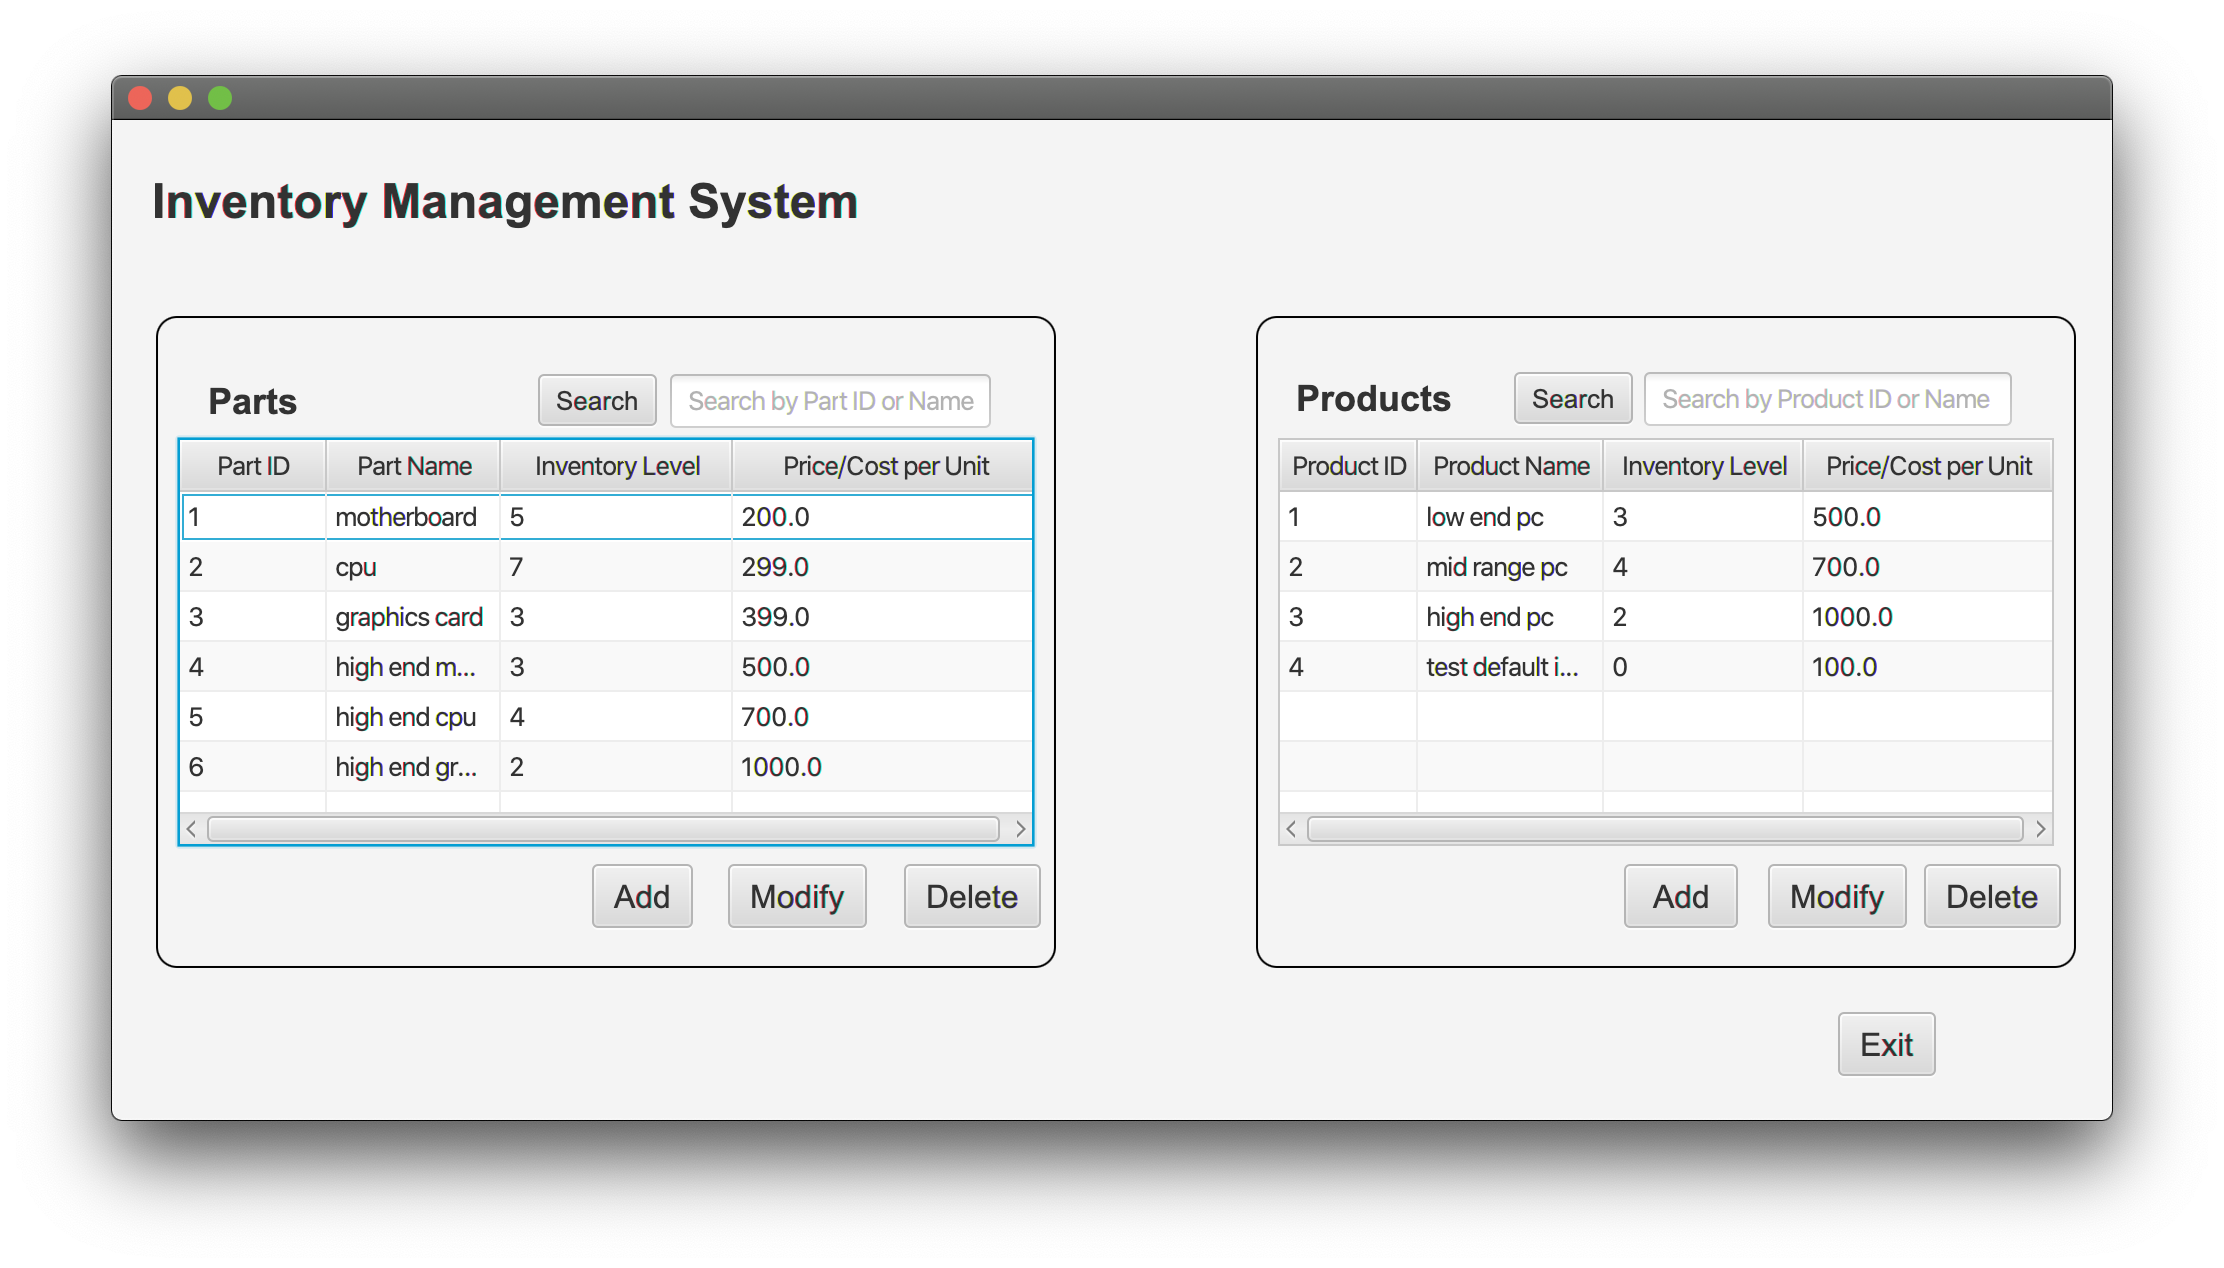 Inventory Management System
Parts
Search
Search by Part ID or Name
Part ID Part Name Inventory Level Price/Cost per Unit
1 motherboard 5 200.0
2 cpu 7 299.0
3 graphics card 3 399.0
4 high end m... 3 500.0
5 high end cpu 4 700.0
6 high end gr... 2 1000.0
Add Modify Delete
Products
Search
Search by Product ID or Name
Product ID Product Name Inventory Level Price/Cost per Unit
1 low end pc 3 500.0
2 mid range pc 4 700.0
3 high end pc 2 1000.0
4 test default i... 0 100.0
Add Modify Delete
Exit